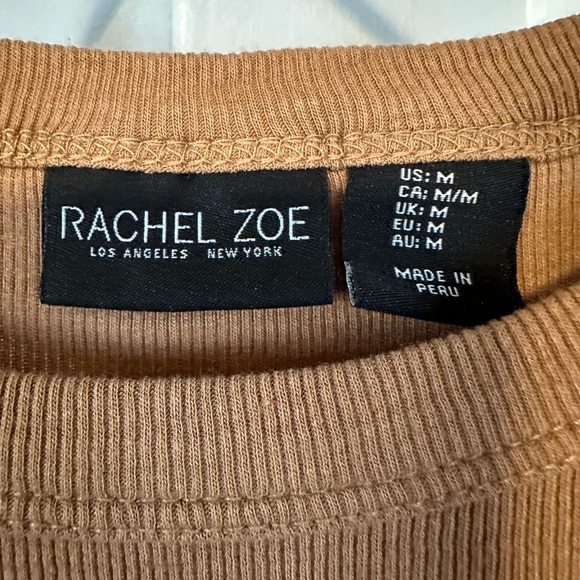 RACHEL ZOE
LOS ANGELES NEW YORK
US: M
CA: M/M
UK: M
EU: M
AU: M
MADE IN
PERU